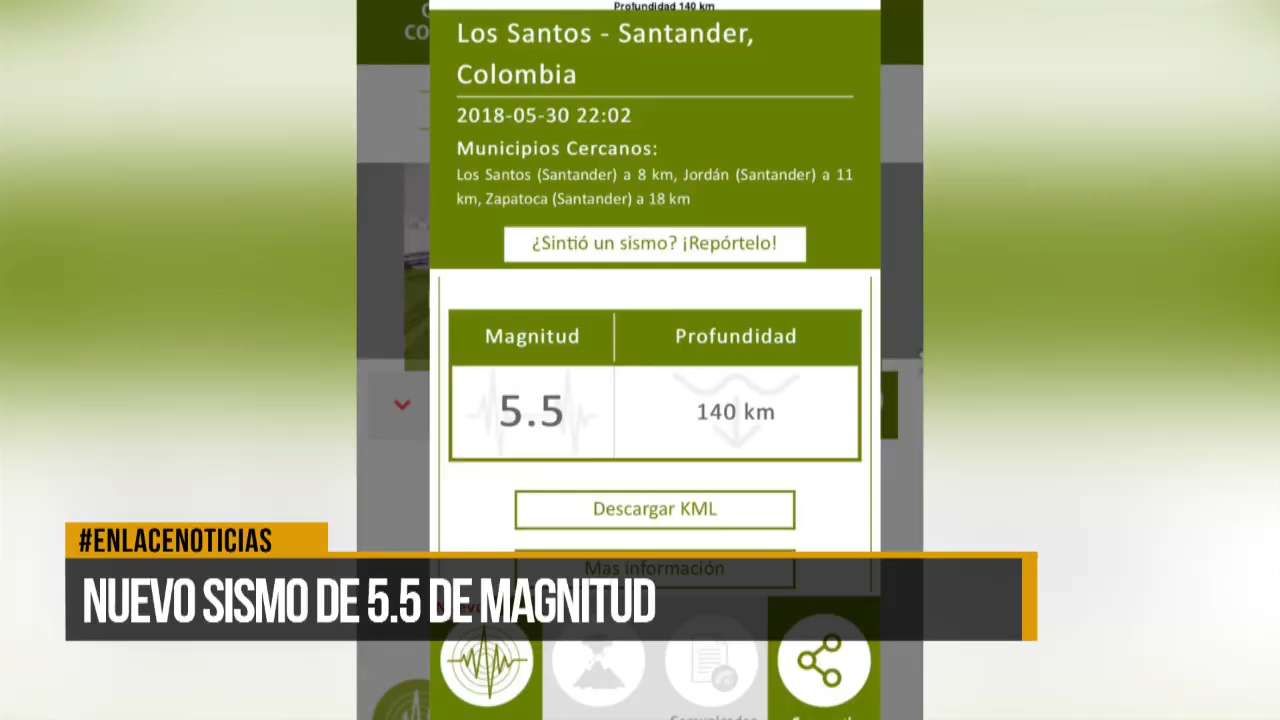 Profundidad 140 km
Los Santos - Santander,
Colombia
2018-05-30 22:02
Municipios Cercanos:
Los Santos (Santander) a 8 km, Jordán (Santander) a 11
km, Zapatoca (Santander) a 18 km
¿Sintió un sismo? ¡Repórtelo!
Magnitud Profundidad
5.5 140 km
Descargar KML
Mas información
#ENLACENOTICIAS
NUEVO SISMO DE 5.5 DE MAGNITUD